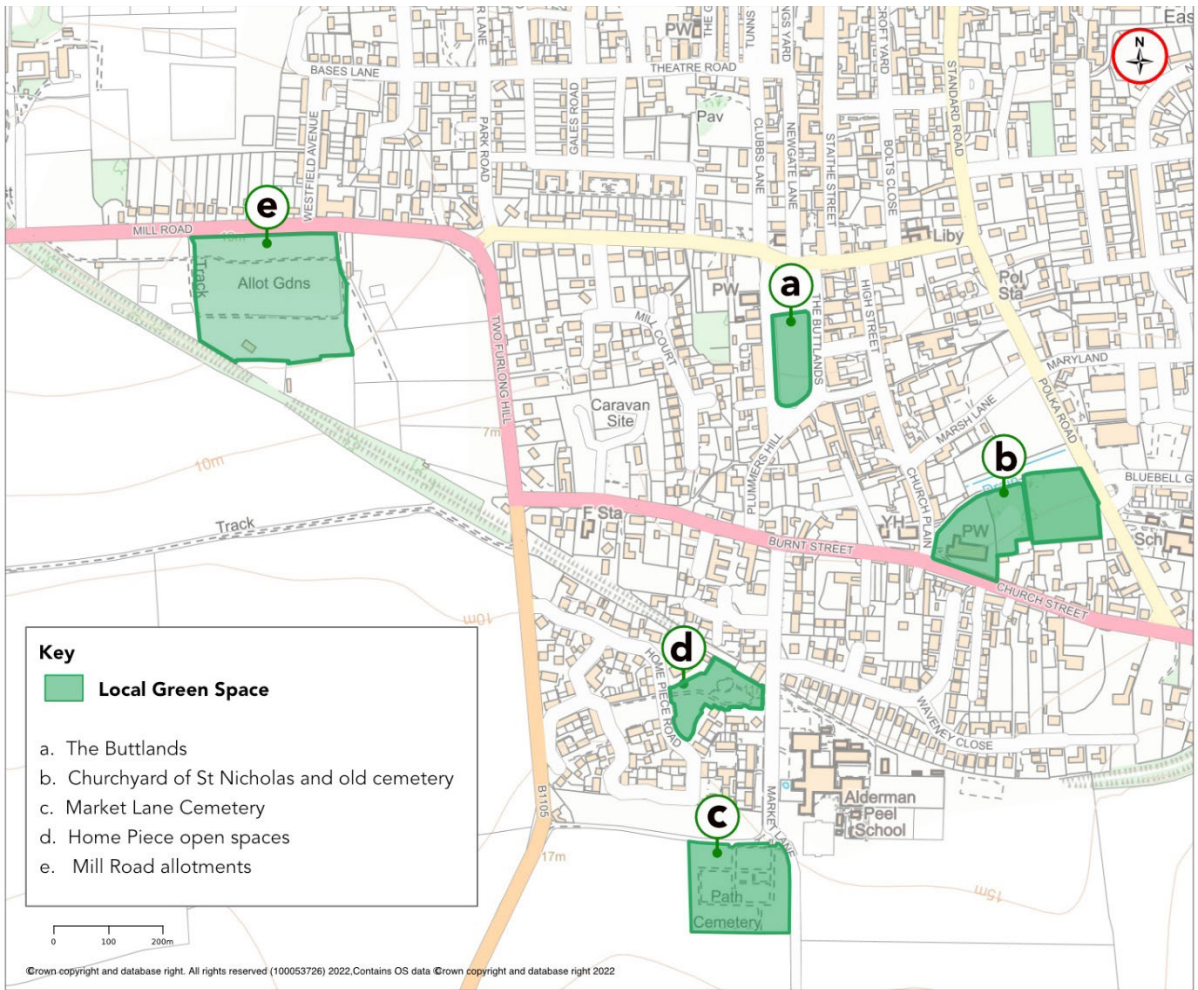 PW
Eas
N
BASES LANE
THEATRE ROAD
NEWGATE LANE
CLUBBS LANE
STAITHE STREET
BOLTS CLOSE
STANDARD ROAD
PARK ROAD
GALES ROAD
Pav
WESTFIELD AVENUE
e
MILL ROAD
Track
Allot Gdns
TWO FURLONG HILL
MILL COURT
PW
a
THE BUTTLANDS
HIGH STREET
Liby
Pol
Sta
MARYLAND
POLKA ROAD
Caravan
Site
7m
10m
PLUMMERS HILL
MARSH LANE
CHURCH PLAIN
b
BLUEBELL G
PW
YH
Sch
Track
F Sta
BURNT STREET
CHURCH STREET
10m
d
HOME PIECE ROAD
WAVENEY CLOSE
B1105
17m
c
MARKET LANE
Alderman
Peel
School
Path
Cemetery
15m
Key
Local Green Space
a. The Buttlands
b. Churchyard of St Nicholas and old cemetery
c. Market Lane Cemetery
d. Home Piece open spaces
e. Mill Road allotments
0 100 200m
©rown copyright and database right. All rights reserved (100053726) 2022,Contains OS data ©rown copyright and database right 2022